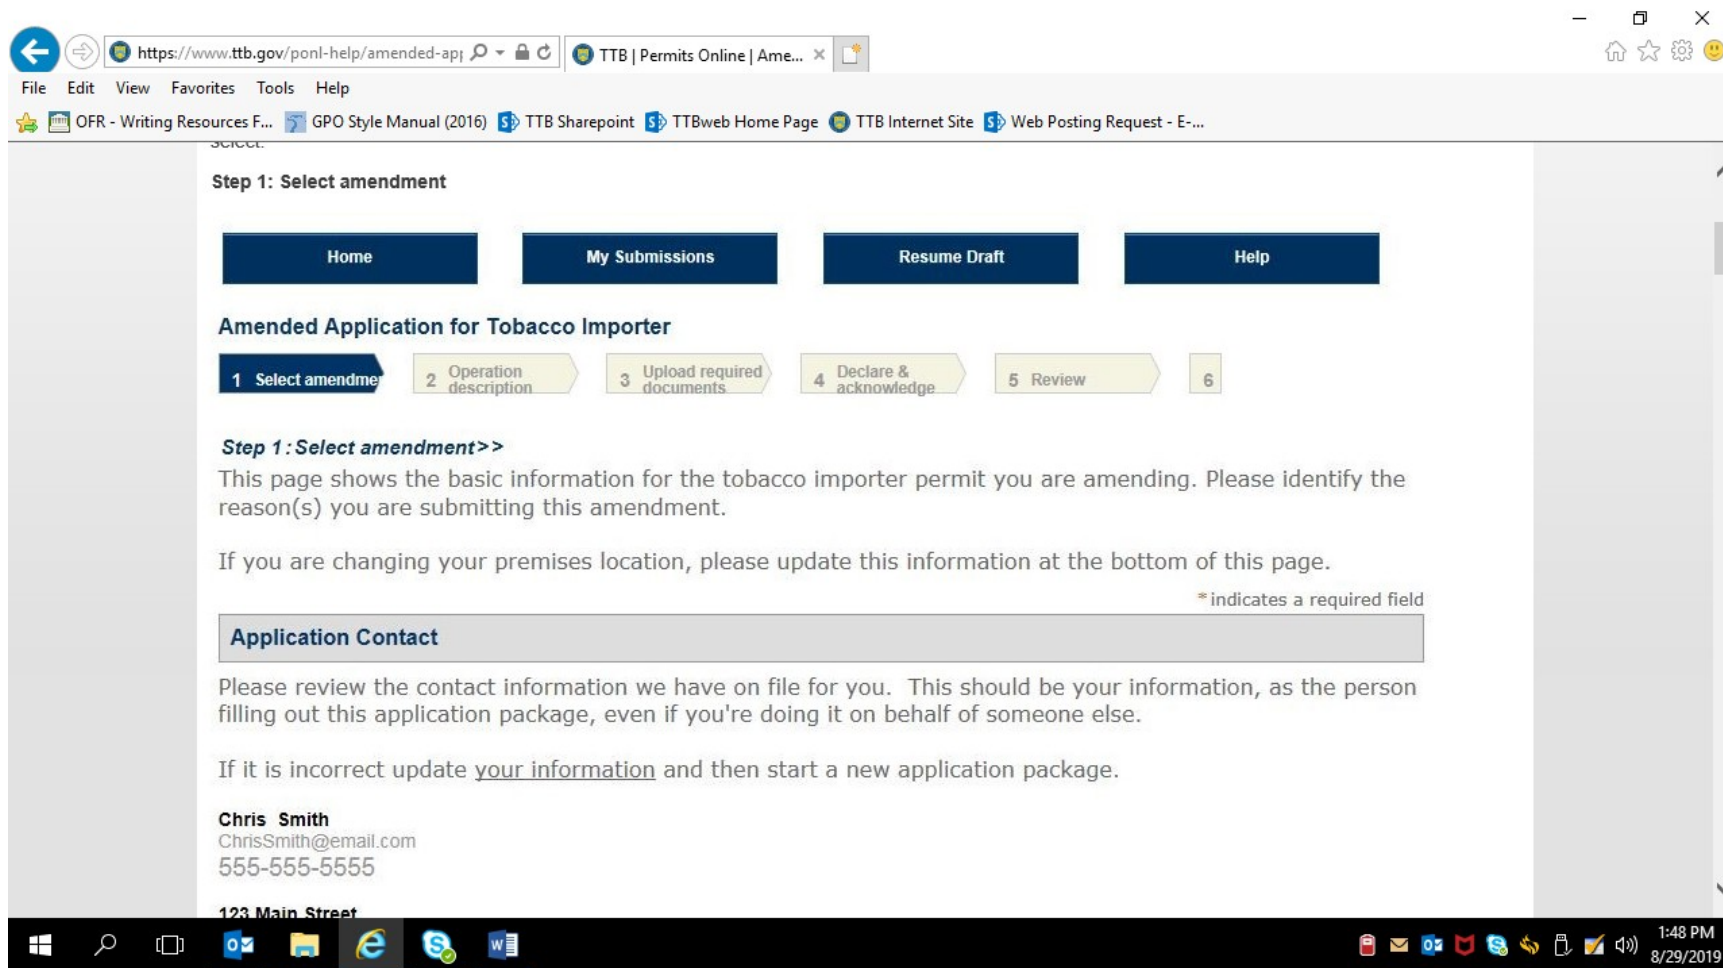 https://www.ttb.gov/ponl-help/amended-ap
TTB | Permits Online | Ame...
File Edit View Favorites Tools Help
OFR - Writing Resources F... GPO Style Manual (2016) TTB Sharepoint TTBweb Home Page TTB Internet Site Web Posting Request - E-...
select.
Step 1: Select amendment
Home My Submissions Resume Draft Help
Amended Application for Tobacco Importer
1 Select amendme
2 Operation
description
3 Upload required
documents
4 Declare &
acknowledge
5 Review
6
Step 1:Select amendment>>
This page shows the basic information for the tobacco importer permit you are amending. Please identify the
reason(s) you are submitting this amendment.
If you are changing your premises location, please update this information at the bottom of this page.
*indicates a required field
Application Contact
Please review the contact information we have on file for you.  This should be your information, as the person
filling out this application package, even if you're doing it on behalf of someone else.
If it is incorrect update your information and then start a new application package.
Chris Smith
ChrisSmith@email.com
555-555-5555
123 Main Street
1:48 PM
8/29/2019